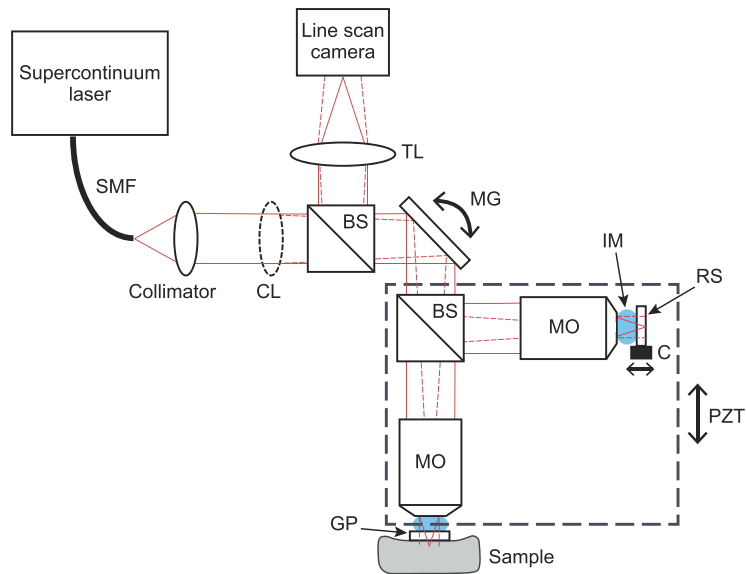 Line scan
camera
Supercontinuum
laser
TL
SMF
MG
BS
IM
RS
Collimator
CL
BS
MO
C
PZT
MO
GP
Sample